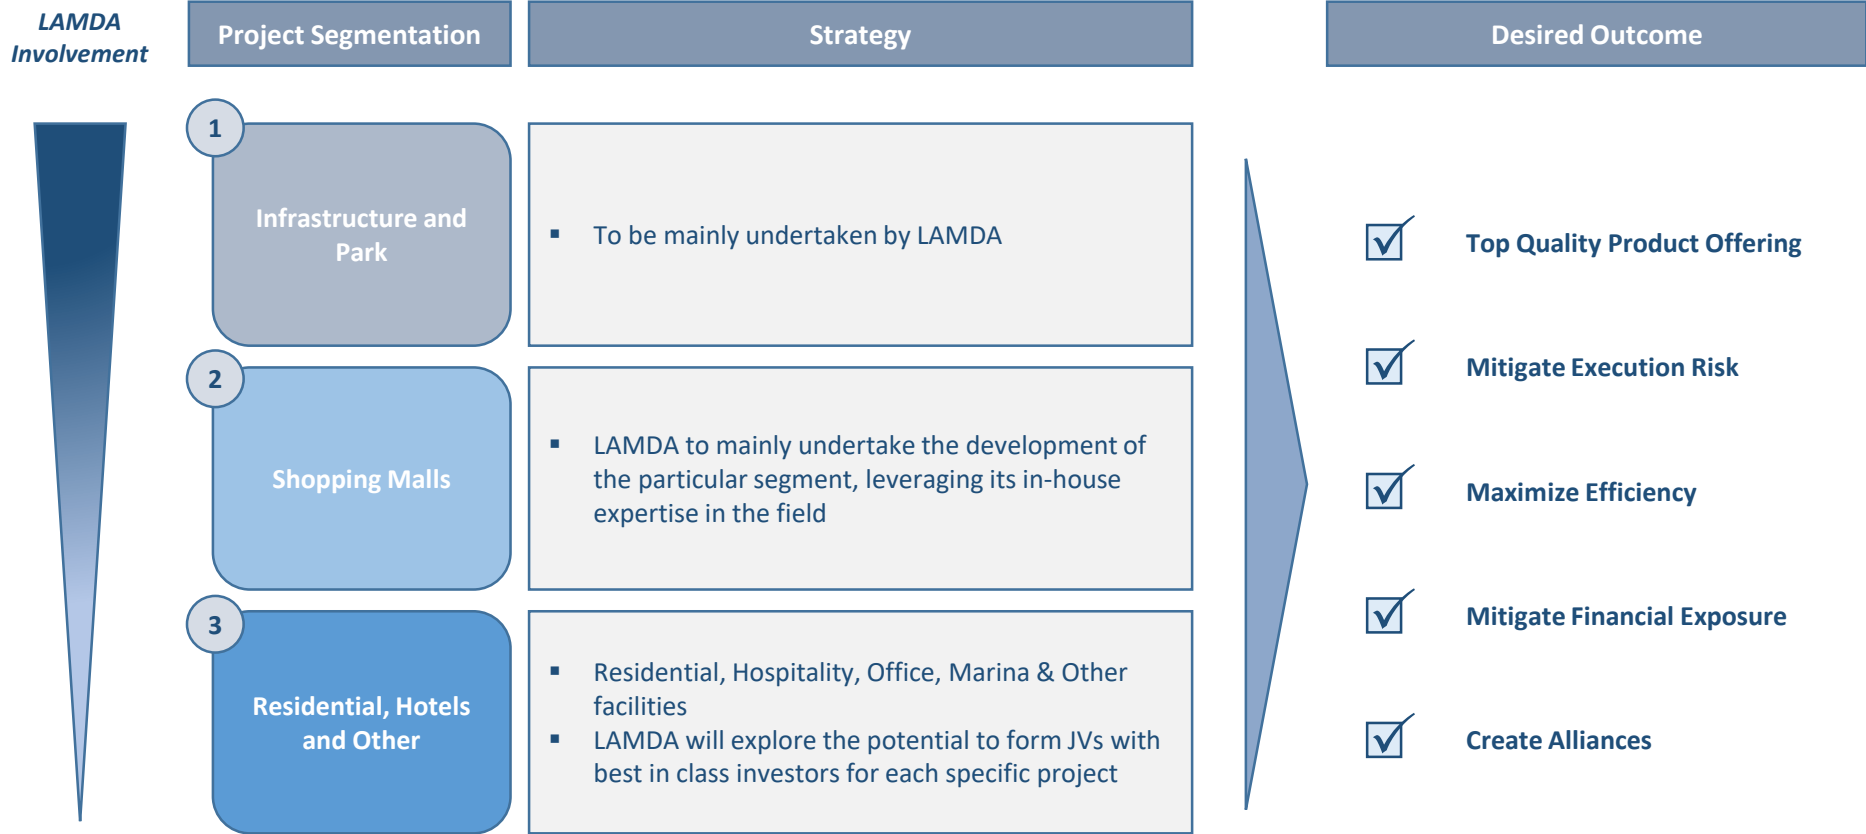 LAMDA
Involvement
Project Segmentation
Strategy
Desired Outcome
1
Infrastructure and
Park
▪ To be mainly undertaken by LAMDA
2
Shopping Malls
▪ LAMDA to mainly undertake the development of
the particular segment, leveraging its in-house
expertise in the field
3
Residential, Hotels
and Other
▪ Residential, Hospitality, Office, Marina & Other
facilities
▪ LAMDA will explore the potential to form JVs with
best in class investors for each specific project
Top Quality Product Offering
Mitigate Execution Risk
Maximize Efficiency
Mitigate Financial Exposure
Create Alliances